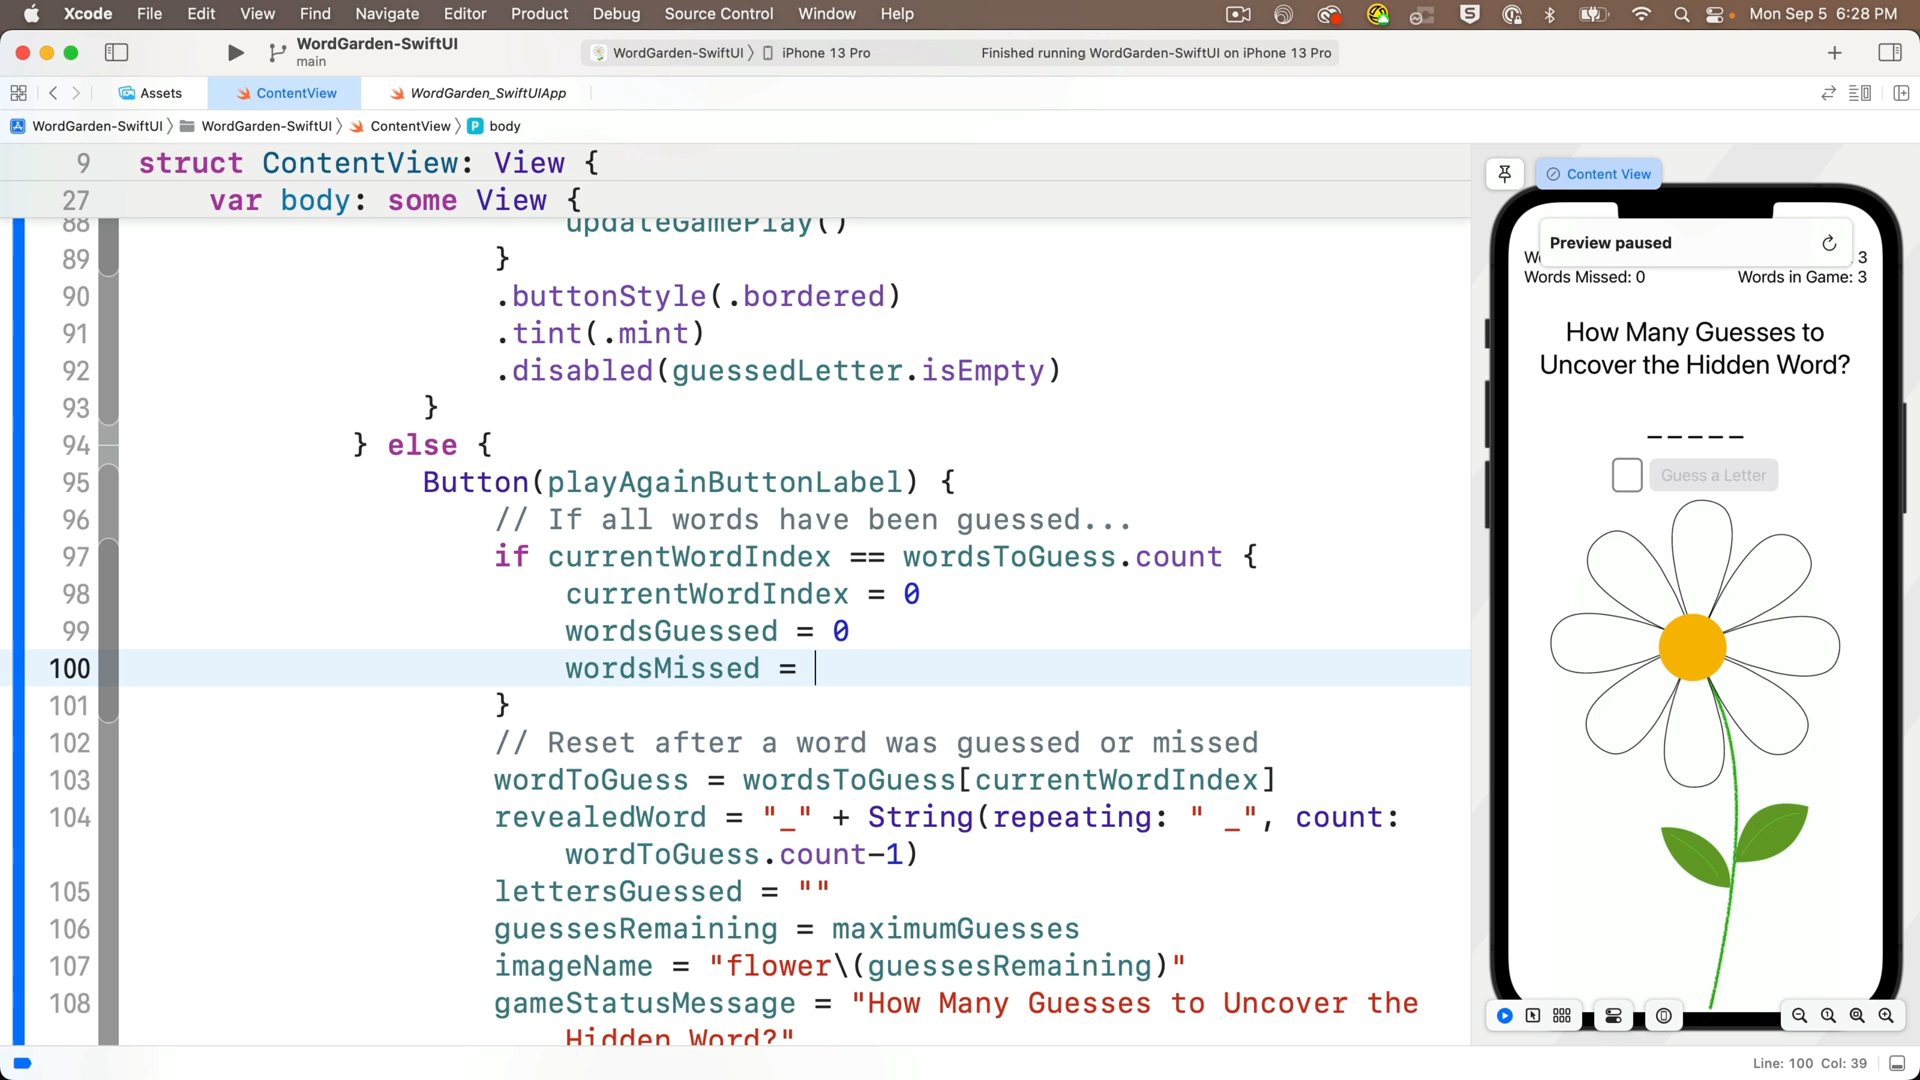 Xcode File Edit View Find Navigate Editor Product Debug Source Control Window Help Mon Sep 5 6:28 PM
WordGarden-SwiftUI
main
WordGarden-SwiftUI 〉 iPhone 13 Pro Finished running WordGarden-SwiftUI on iPhone 13 Pro
Assets ContentView WordGarden_SwiftUIApp
WordGarden-SwiftUI 〉 WordGarden-SwiftUI 〉 ContentView 〉 P body
9 struct ContentView: View {
27 var body: some View {
88 updateGamePlay()
89 }
90 .buttonStyle(.bordered)
91 .tint(.mint)
92 .disabled(guessedLetter.isEmpty)
93 }
94 } else {
95 Button(playAgainButtonLabel) {
96 // If all words have been guessed...
97 if currentWordIndex == wordsToGuess.count {
98 currentWordIndex = 0
99 wordsGuessed = 0
100 wordsMissed =
101 }
102 // Reset after a word was guessed or missed
103 wordToGuess = wordsToGuess[currentWordIndex]
104 revealedWord = "_" + String(repeating: " _", count:
wordToGuess.count-1)
105 lettersGuessed = ""
106 guessesRemaining = maximumGuesses
107 imageName = "flower\(guessesRemaining)"
108 gameStatusMessage = "How Many Guesses to Uncover the
Hidden Word?"
Content View
Preview paused
3
Words Missed: 0 Words in Game: 3
How Many Guesses to
Uncover the Hidden Word?
_ _ _ _ _
Guess a Letter
Line: 100 Col: 39